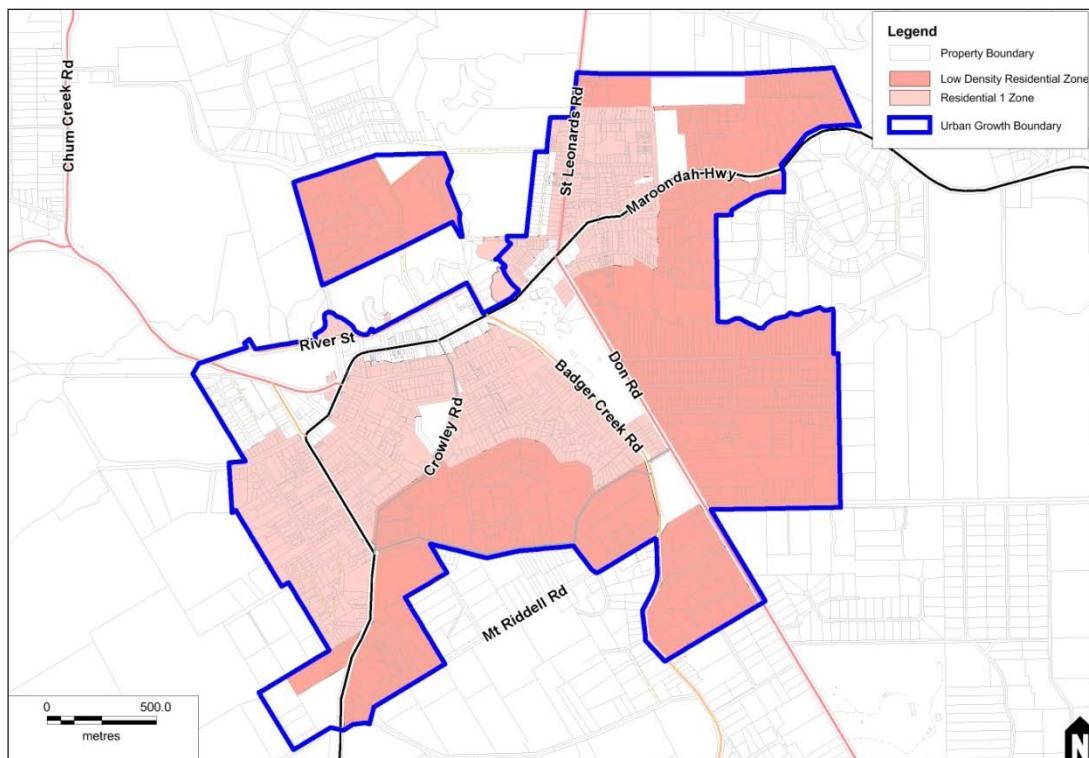 Legend
Property Boundary
Low Density Residential Zone
Residential 1 Zone
Urban Growth Boundary
Chum Creek Rd
St Leonards Rd
Maroondah Hwy
River St
Don Rd
Badger Creek Rd
Crowley Rd
Mt Riddell Rd
0 500.0
metres
N